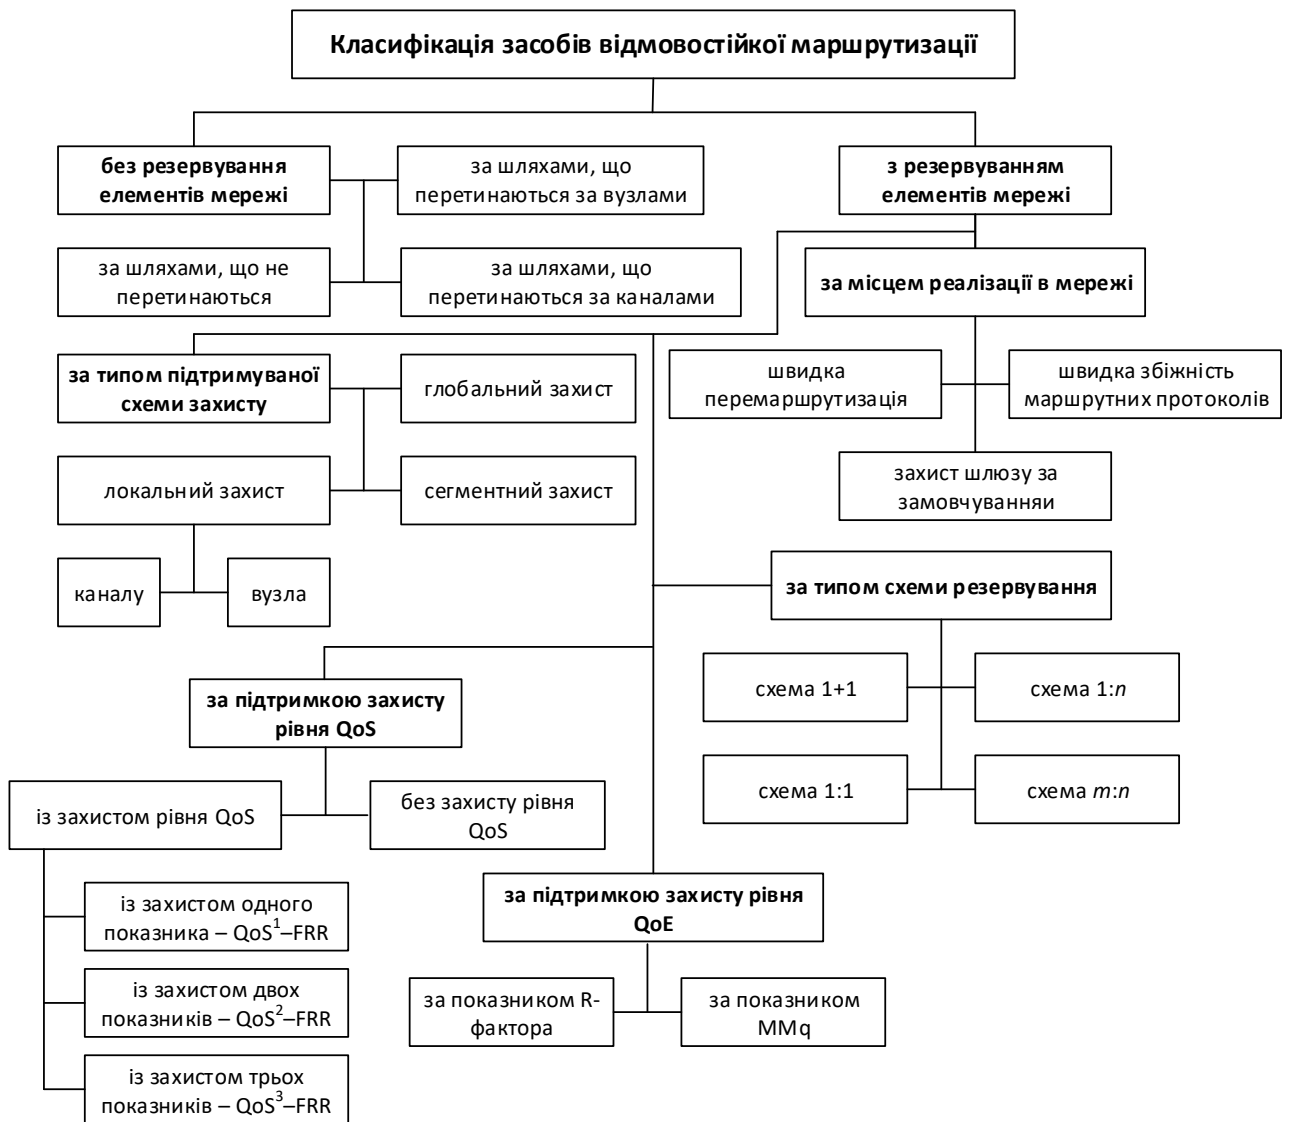 Класифікація засобів відмовостійкої маршрутизації
без резервування
елементів мережі
за шляхами, що
перетинаються за вузлами
з резервуванням
елементів мережі
за шляхами, що не
перетинаються
за шляхами, що
перетинаються за каналами
за місцем реалізації в мережі
за типом підтримуваної
схеми захисту
глобальний захист
швидка
перемаршрутизація
швидка збіжність
маршрутних протоколів
локальний захист
сегментний захист
захист шлюзу за
замовчуванняи
каналу
вузла
за типом схеми резервування
схема 1+1
схема 1:n
за підтримкою захисту
рівня QoS
схема 1:1
схема m:n
із захистом рівня QoS
без захисту рівня
QoS
за підтримкою захисту рівня
QoE
із захистом одного
показника – QoS¹–FRR
із захистом двох
показників – QoS²–FRR
за показником R-
фактора
за показником
MMq
із захистом трьох
показників – QoS³–FRR